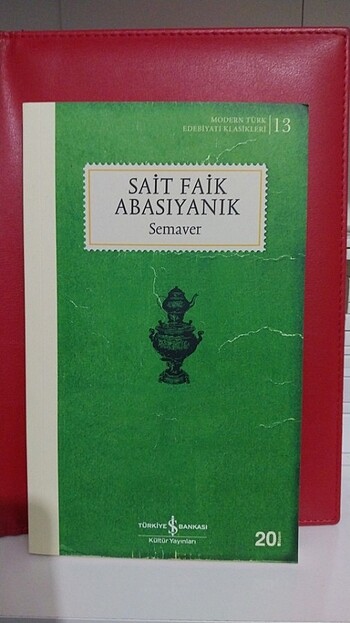 MODERN TÜRK
EDEBİYATI KLASİKLERİ 13
SAİT FAİK
ABASIYANIK
Semaver
TÜRKİYE İŞ BANKASI
Kültür Yayınları
20